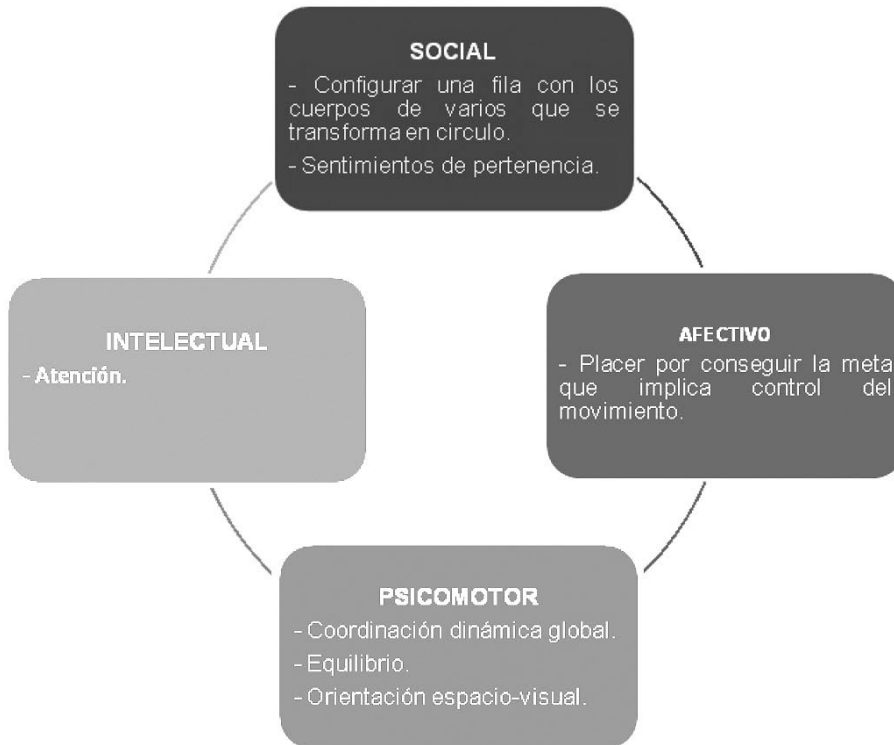 SOCIAL
- Configurar una fila con los
cuerpos de varios que se
transforma en circulo.
- Sentimientos de pertenencia.
INTELECTUAL
- Atención.
AFECTIVO
- Placer por conseguir la meta
que implica control del
movimiento.
PSICOMOTOR
- Coordinación dinámica global.
- Equilibrio.
- Orientación espacio-visual.